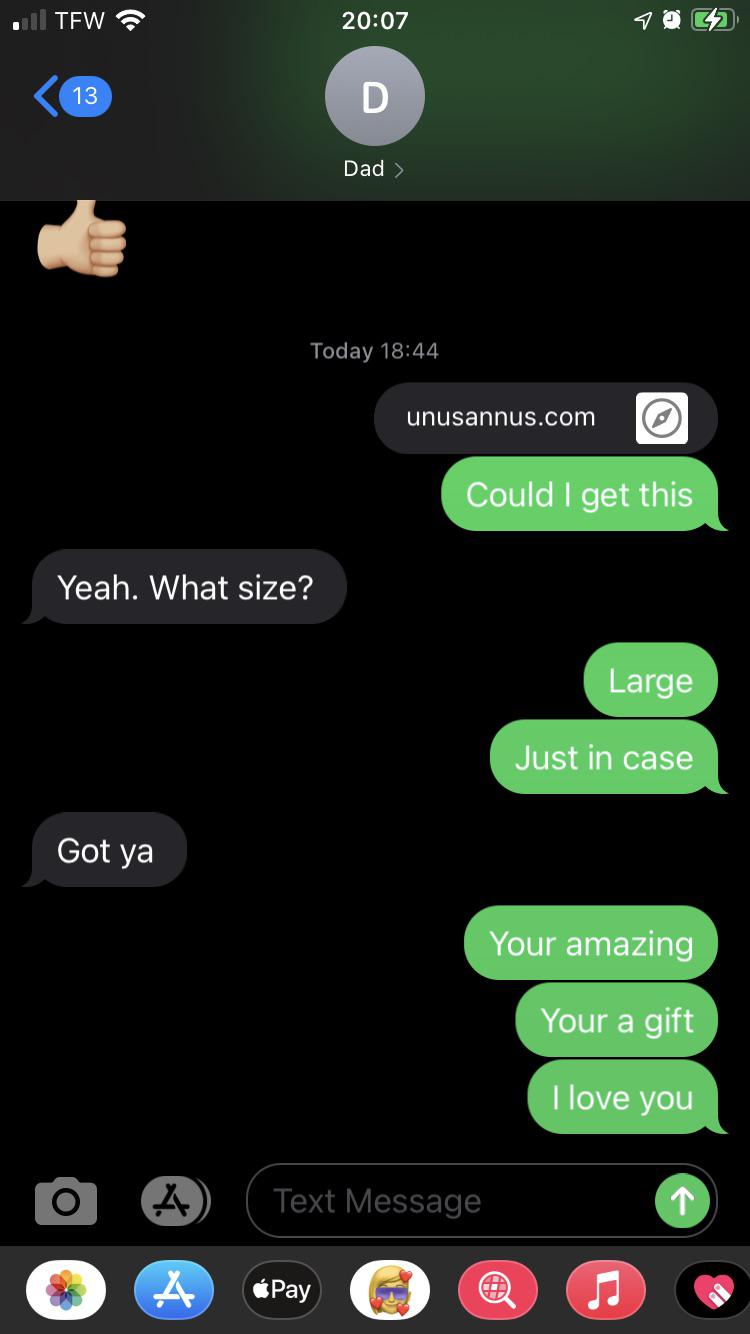 TFW 20:07
13
D
Dad
Today 18:44
unusannus.com
Could I get this
Yeah. What size?
Large
Just in case
Got ya
Your amazing
Your a gift
I love you
Text Message
Pay